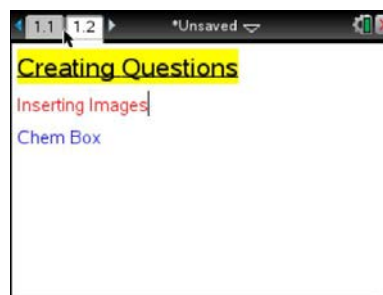 1.1 1.2 *Unsaved
Creating Questions
Inserting Images
Chem Box